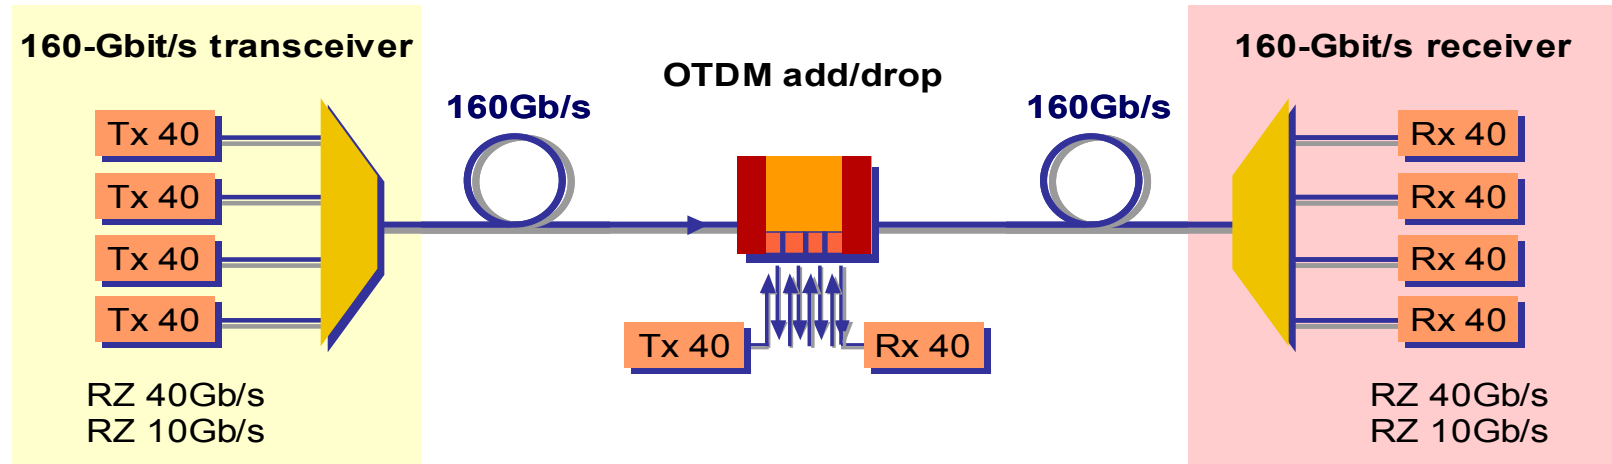 160-Gbit/s transceiver
160-Gbit/s receiver
OTDM add/drop
160Gb/s
160Gb/s
Tx 40
Tx 40
Tx 40
Tx 40
Rx 40
Rx 40
Rx 40
Rx 40
Tx 40
Rx 40
RZ 40Gb/s
RZ 10Gb/s
RZ 40Gb/s
RZ 10Gb/s